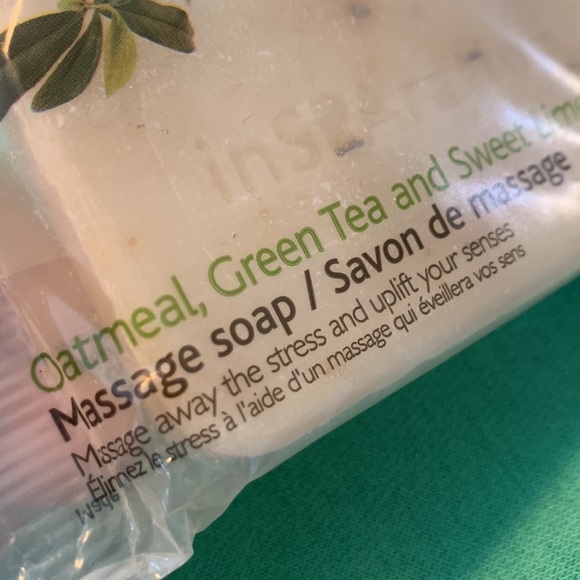 Oatmeal, Green Tea and Sweet Lime
Massage soap / Savon de massage
Massage away the stress and uplift your senses
Éliminez le stress à l'aide d'un massage qui éveillera vos sens